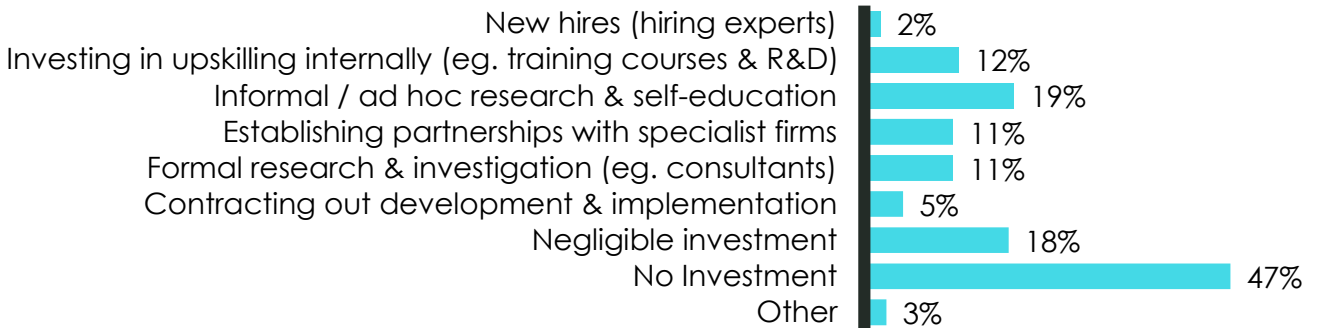 New hires (hiring experts) 2%
Investing in upskilling internally (eg. training courses & R&D) 12%
Informal / ad hoc research & self-education 19%
Establishing partnerships with specialist firms 11%
Formal research & investigation (eg. consultants) 11%
Contracting out development & implementation 5%
Negligible investment 18%
No Investment 47%
Other 3%